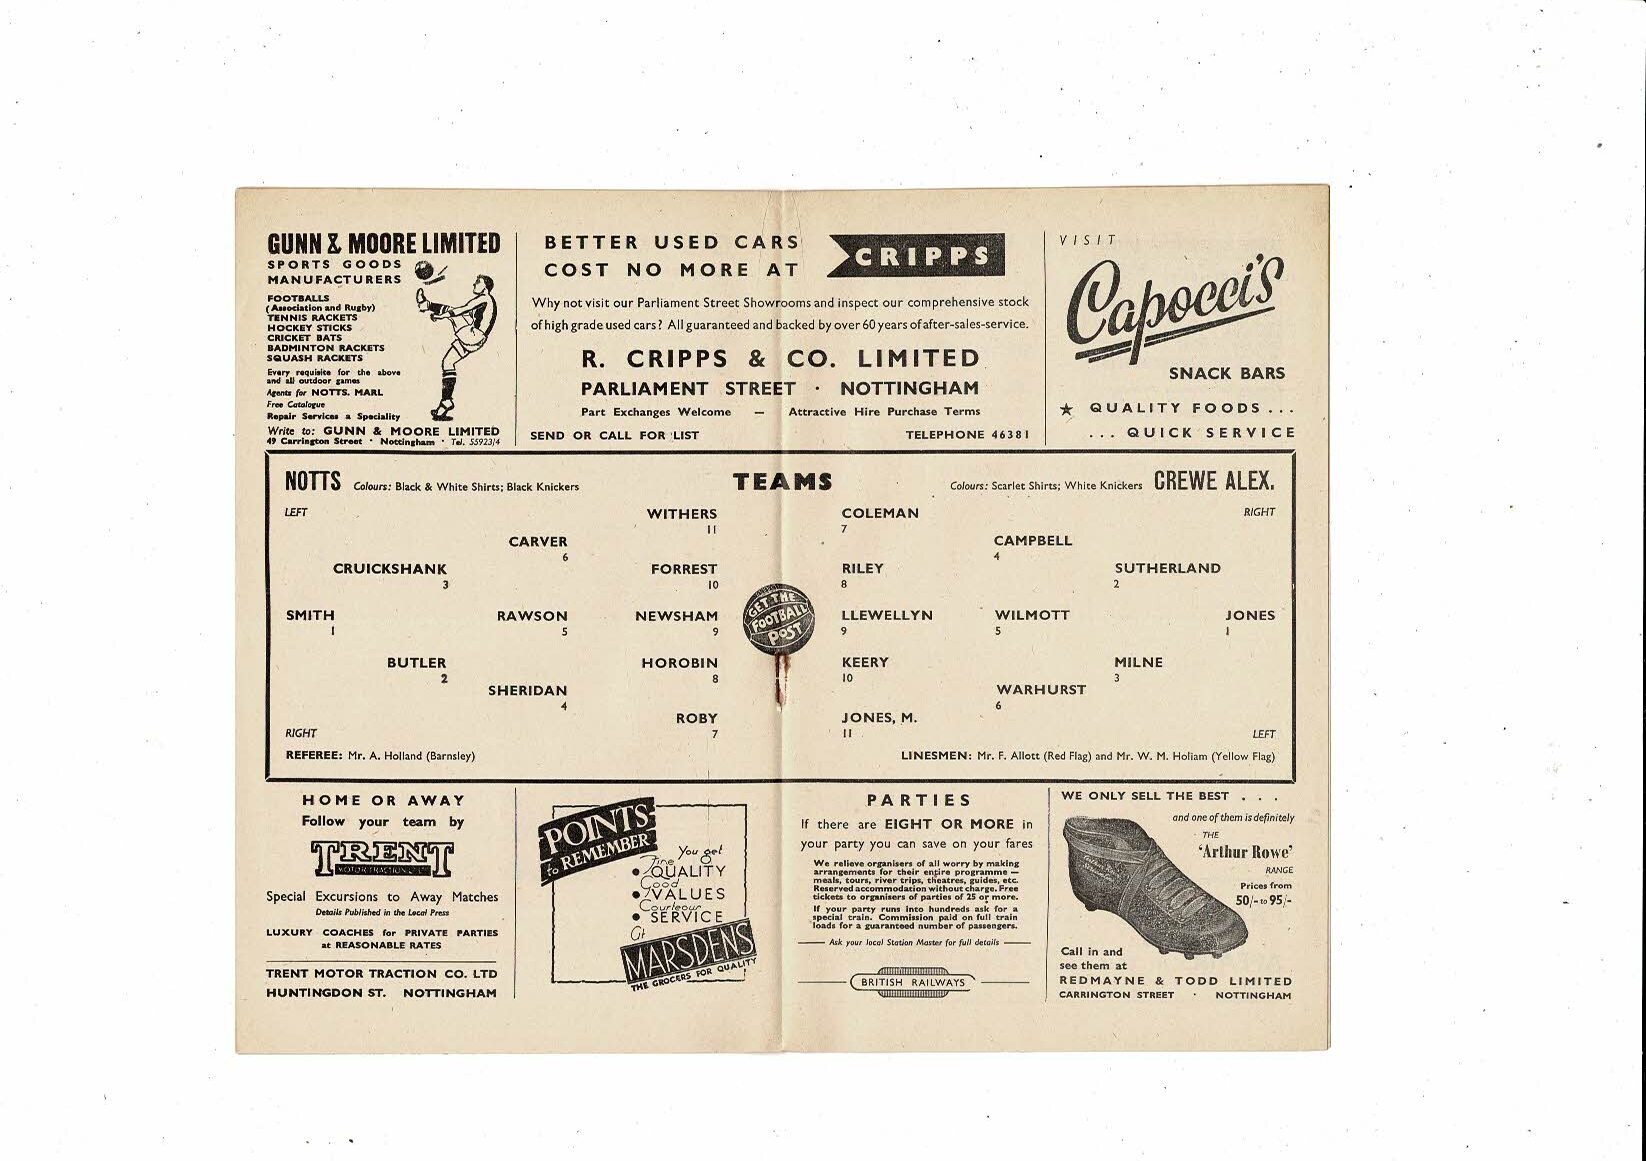 GUNN & MOORE LIMITED
SPORTS GOODS
MANUFACTURERS
FOOTBALLS
(Association and Rugby)
TENNIS RACKETS
HOCKEY STICKS
CRICKET BATS
BADMINTON RACKETS
SQUASH RACKETS
Every requisite for the above
and all outdoor games
Agents for NOTTS. MARL
Free Catalogue
Repair Services a Speciality
Write to: GUNN & MOORE LIMITED
49 Carrington Street · Nottingham · Tel. 55923/4
BETTER USED CARS
COST NO MORE AT
CRIPPS
Why not visit our Parliament Street Showrooms and inspect our comprehensive stock
of high grade used cars? All guaranteed and backed by over 60 years of after-sales-service.
R. CRIPPS & CO. LIMITED
PARLIAMENT STREET · NOTTINGHAM
Part Exchanges Welcome — Attractive Hire Purchase Terms
SEND OR CALL FOR LIST TELEPHONE 46381
VISIT
Capocci's
SNACK BARS
★ QUALITY FOODS ...
... QUICK SERVICE
NOTTS Colours: Black & White Shirts; Black Knickers TEAMS Colours: Scarlet Shirts; White Knickers CREWE ALEX.
LEFT WITHERS COLEMAN RIGHT
11 7
CARVER CAMPBELL
6 4
CRUICKSHANK FORREST RILEY SUTHERLAND
3 10 8 2
GET THE
FOOTBALL
POST
SMITH RAWSON NEWSHAM LLEWELLYN WILMOTT JONES
1 5 9 9 5 1
BUTLER HOROBIN KEERY MILNE
2 8 10 3
SHERIDAN WARHURST
4 6
ROBY JONES, M.
RIGHT 7 11 LEFT
REFEREE: Mr. A. Holland (Barnsley) LINESMEN: Mr. F. Allott (Red Flag) and Mr. W. M. Holiam (Yellow Flag)
HOME OR AWAY
Follow your team by
TRENT
MOTOR TRACTION
Special Excursions to Away Matches
Details Published in the Local Press
LUXURY COACHES for PRIVATE PARTIES
at REASONABLE RATES
TRENT MOTOR TRACTION CO. LTD
HUNTINGDON ST. NOTTINGHAM
POINTS
to REMEMBER
You get
Fine
• QUALITY
Good
• VALUES
Courteous
• SERVICE
At
MARSDENS
THE GROCERS FOR QUALITY!
PARTIES
If there are EIGHT OR MORE in
your party you can save on your fares
We relieve organisers of all worry by making
arrangements for their entire programme —
meals, tours, river trips, theatres, guides, etc.
Reserved accommodation without charge. Free
tickets to organisers of parties of 25 or more.
If your party runs into hundreds ask for a
special train. Commission paid on full train
loads for a guaranteed number of passengers.
Ask your local Station Master for full details
BRITISH RAILWAYS
WE ONLY SELL THE BEST . . .
and one of them is definitely
THE
'Arthur Rowe'
RANGE
Prices from
50/- to 95/-
Call in and
see them at
REDMAYNE & TODD LIMITED
CARRINGTON STREET · NOTTINGHAM